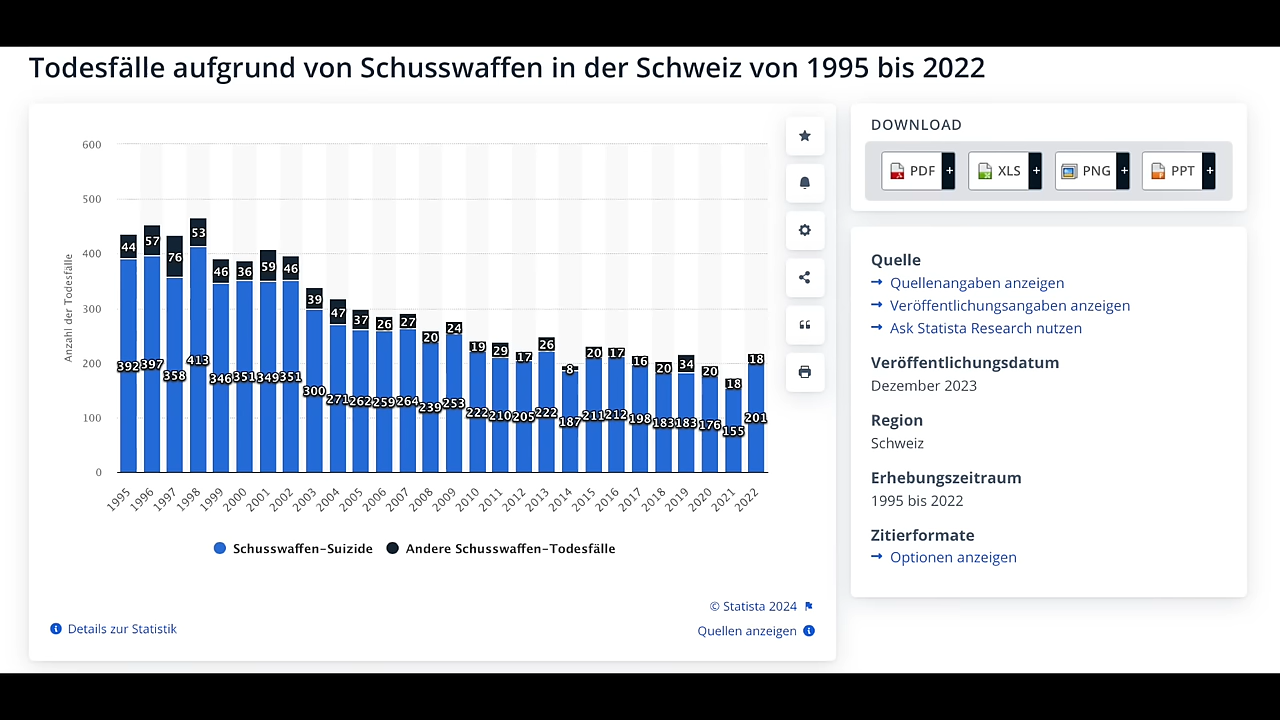 Todesfälle aufgrund von Schusswaffen in der Schweiz von 1995 bis 2022
600
500
400
300
200
100
0
Anzahl der Todesfälle
44 57 76 53 46 36 59 46 39 47 37 26 27 20 24 19 29 17 26 8 20 17 16 20 34 20 18 18
392 397 358 413 346 351 349 351 300 271 262 259 264 239 253 222 210 205 222 187 211 212 198 183 183 176 155 201
1995 1996 1997 1998 1999 2000 2001 2002 2003 2004 2005 2006 2007 2008 2009 2010 2011 2012 2013 2014 2015 2016 2017 2018 2019 2020 2021 2022
Schusswaffen-Suizide Andere Schusswaffen-Todesfälle
© Statista 2024
Details zur Statistik
Quellen anzeigen
DOWNLOAD
PDF + XLS + PNG + PPT +
Quelle
→ Quellenangaben anzeigen
→ Veröffentlichungsangaben anzeigen
→ Ask Statista Research nutzen
Veröffentlichungsdatum
Dezember 2023
Region
Schweiz
Erhebungszeitraum
1995 bis 2022
Zitierformate
→ Optionen anzeigen